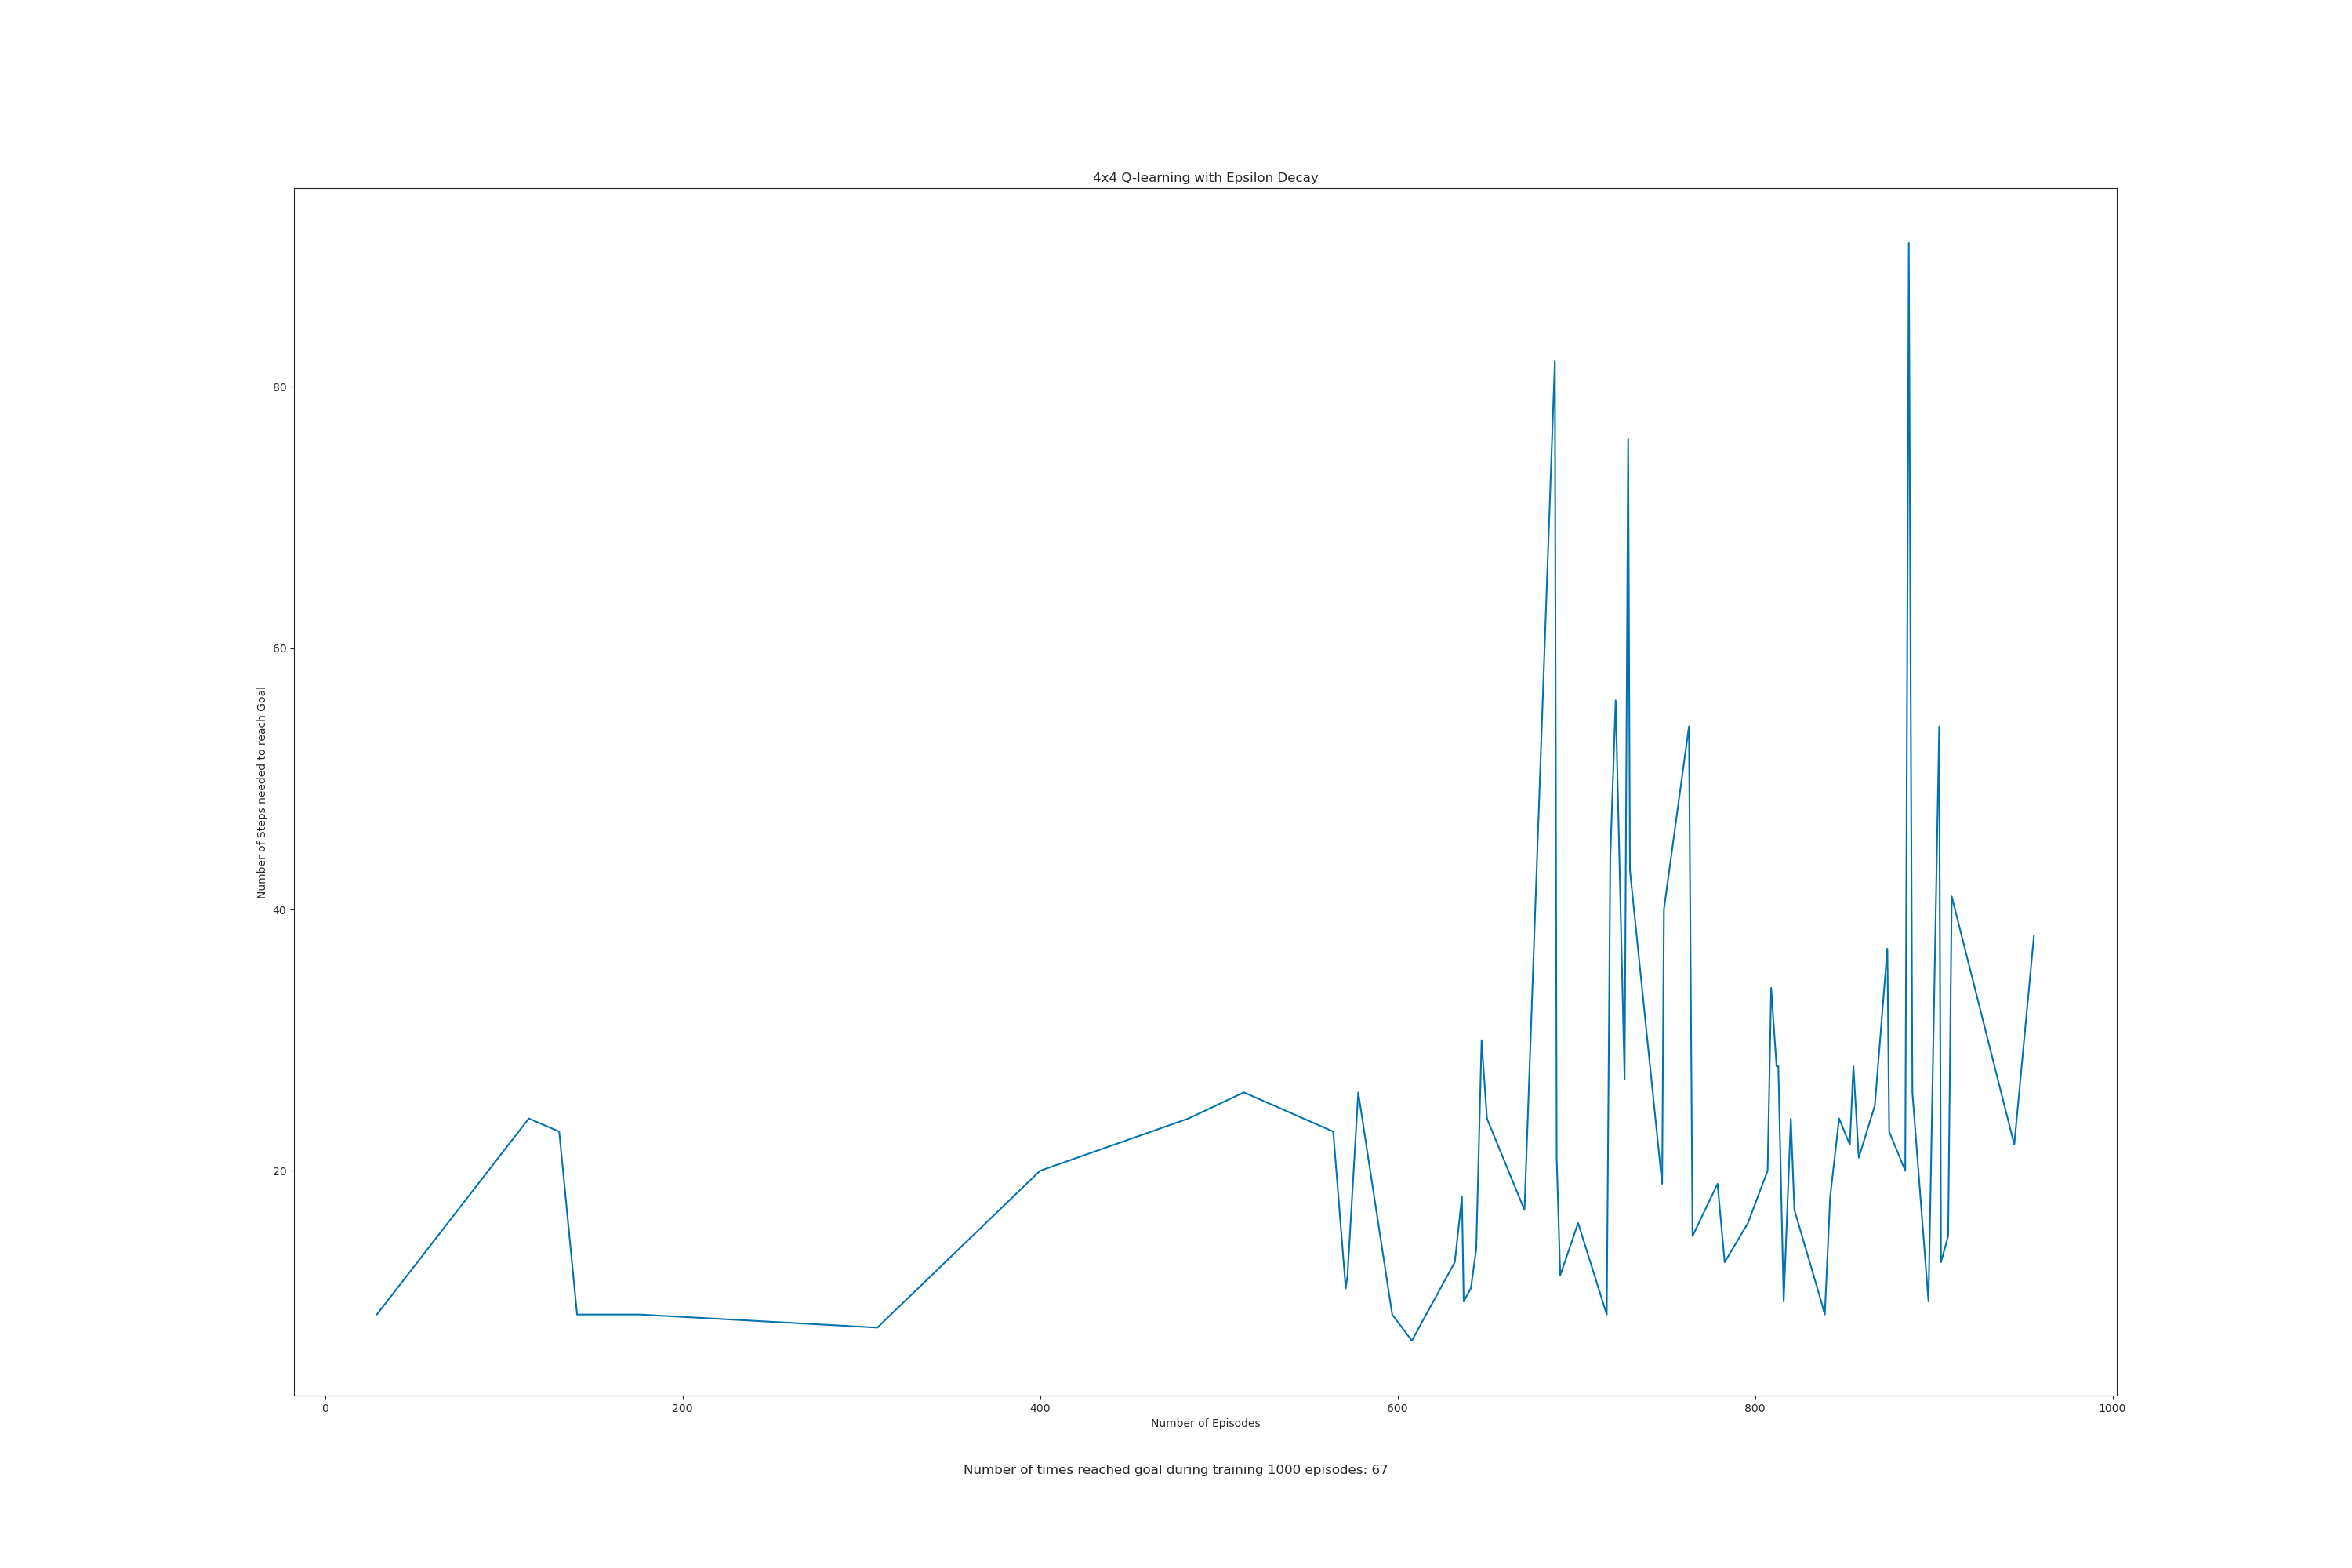 4x4 Q-learning with Epsilon Decay
80
60
40
20
Number of Steps needed to reach Goal
0 200 400 600 800 1000
Number of Episodes
Number of times reached goal during training 1000 episodes: 67